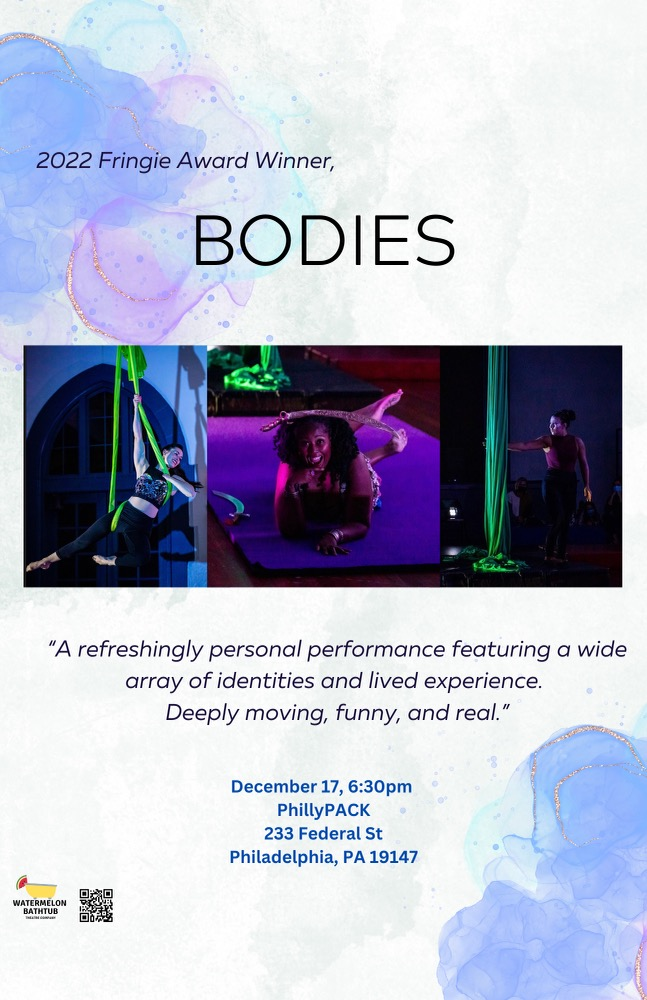 2022 Fringie Award Winner,
BODIES
“A refreshingly personal performance featuring a wide
array of identities and lived experience.
Deeply moving, funny, and real.”
December 17, 6:30pm
PhillyPACK
233 Federal St
Philadelphia, PA 19147
WATERMELON
BATHTUB
THEATRE COMPANY